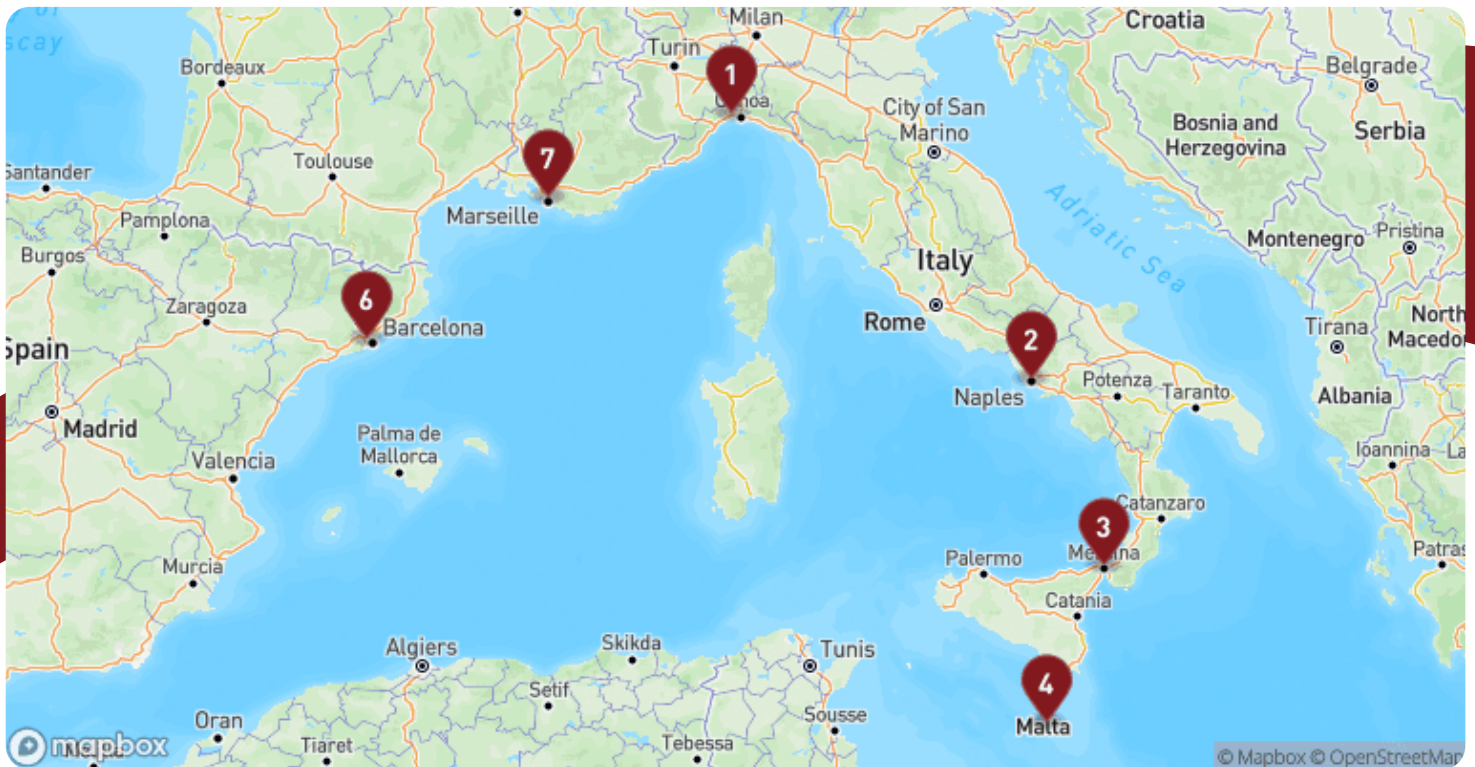 Milan
Croatia
Turin
1
Bordeaux
Belgrade
City of San
Marino
Bosnia and
Herzegovina
Serbia
7
Toulouse
Santander
Marseille
Pamplona
Adriatic Sea
Montenegro
Pristina
Burgos
Italy
6
Zaragoza
Barcelona
Rome
2
Tirana
North
Spain
Naples
Potenza
Taranto
Albania
Madrid
Palma de
Mallorca
Valencia
Ioannina
La
3
Catanzaro
Palermo
Patras
Murcia
Catania
Algiers
Skikda
Tunis
4
Setif
Malta
Oran
Sousse
Tiaret
Tebessa
mapbox
© Mapbox © OpenStreetMap